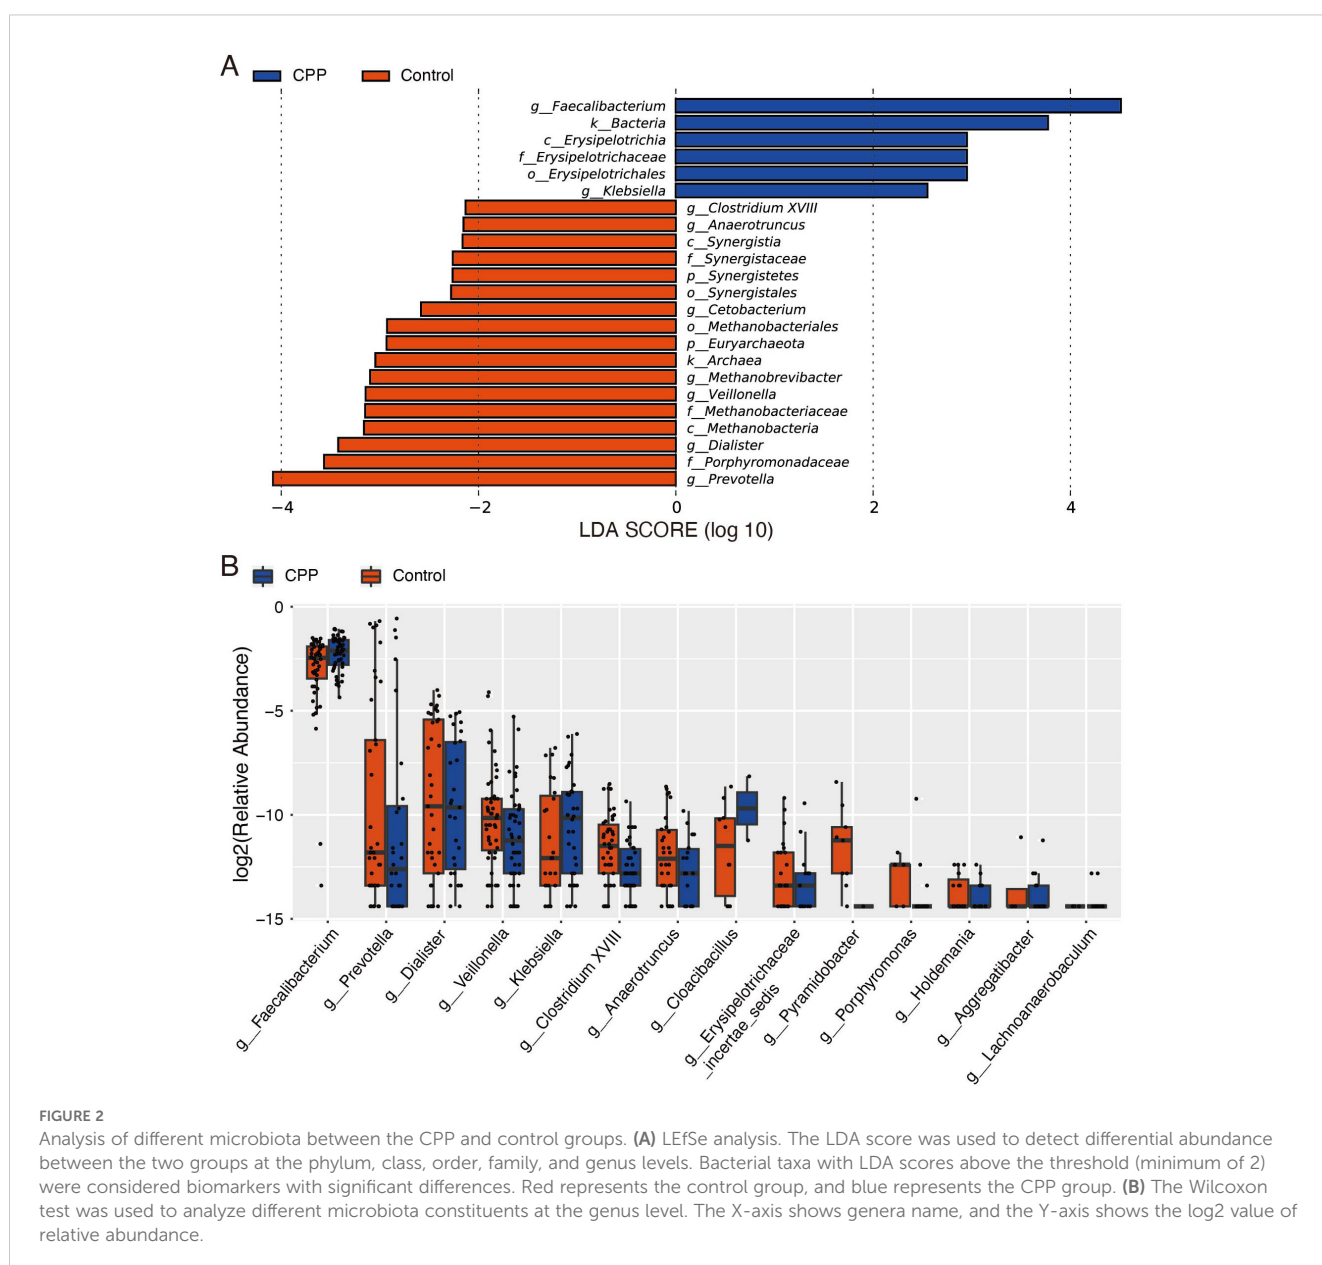 A
CPP
Control
g__Faecalibacterium
k__Bacteria
c__Erysipelotrichia
f__Erysipelotrichaceae
o__Erysipelotrichales
g__Klebsiella
g__Clostridium XVIII
g__Anaerotruncus
c__Synergistia
f__Synergistaceae
p__Synergistetes
o__Synergistales
g__Cetobacterium
o__Methanobacteriales
p__Euryarchaeota
k__Archaea
g__Methanobrevibacter
g__Veillonella
f__Methanobacteriaceae
c__Methanobacteria
g__Dialister
f__Porphyromonadaceae
g__Prevotella
−4
−2
0
2
4
LDA SCORE (log 10)
B
CPP
Control
log2(Relative Abundance)
0
−5
−10
−15
g__Faecalibacterium
g__Prevotella
g__Dialister
g__Veillonella
g__Klebsiella
g__Clostridium XVIII
g__Anaerotruncus
g__Cloacibacillus
g__Erysipelotrichaceae
_incertae_sedis
g__Pyramidobacter
g__Porphyromonas
g__Holdemania
g__Aggregatibacter
g__Lachnoanaerobaculum
FIGURE 2
Analysis of different microbiota between the CPP and control groups. (A) LEfSe analysis. The LDA score was used to detect differential abundance
between the two groups at the phylum, class, order, family, and genus levels. Bacterial taxa with LDA scores above the threshold (minimum of 2)
were considered biomarkers with significant differences. Red represents the control group, and blue represents the CPP group. (B) The Wilcoxon
test was used to analyze different microbiota constituents at the genus level. The X-axis shows genera name, and the Y-axis shows the log2 value of
relative abundance.